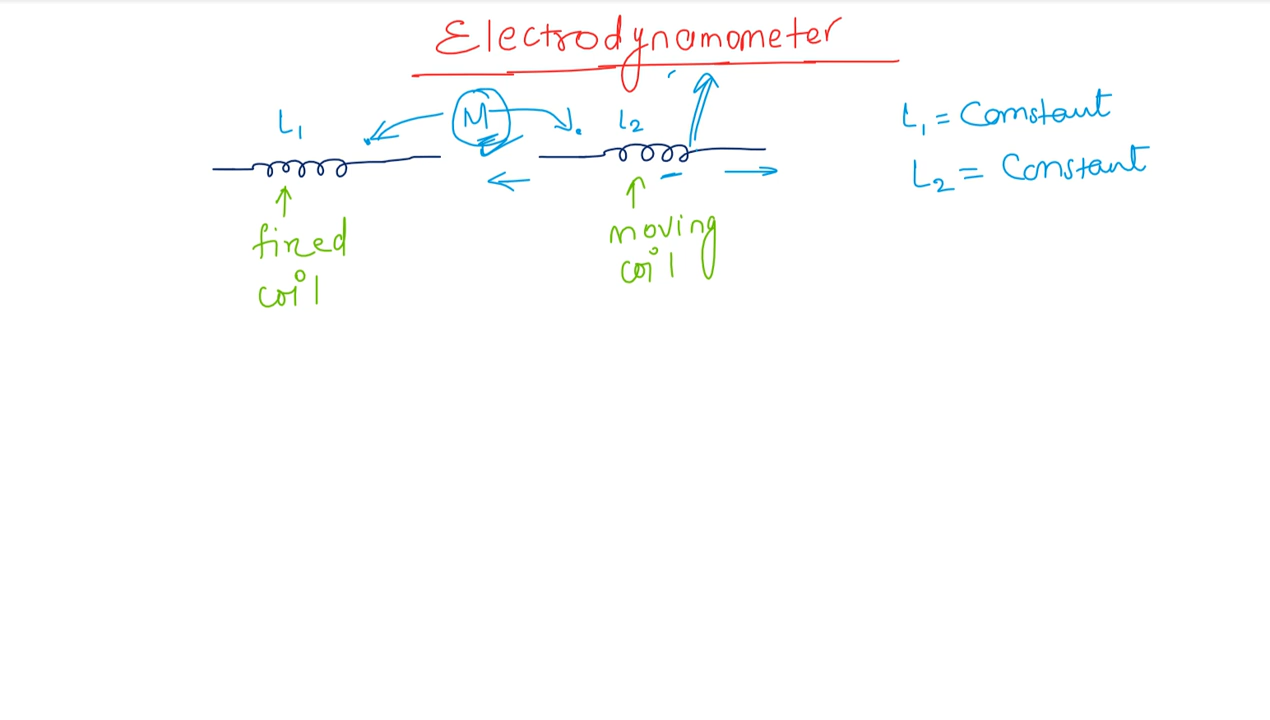 Electrodynamometer
L1
M
L2
L1 = Constant
L2 = Constant
fixed
coil
moving
coil